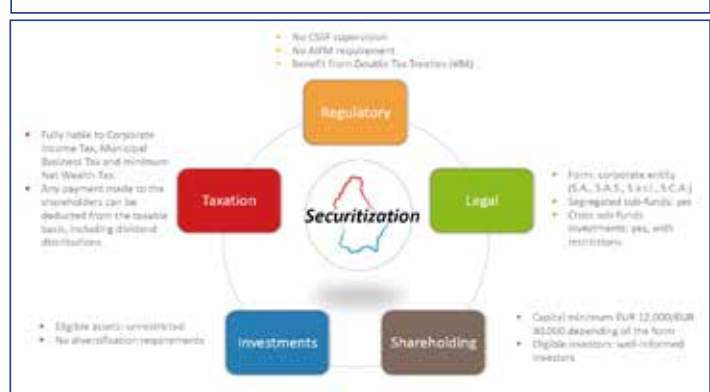 No CSSF supervision
No AIFM requirement
Benefit from Double Tax Treaties
Regulatory
Fully liable to Corporate
Income Tax, Municipal
Business Tax and minimum
Net Wealth Tax
Any payment made to the
shareholders can be
deducted from the taxable
basis, including dividend
distributions
Taxation
Securitization
Legal
Form: corporate entity
(S.A., S.A.S., S.à r.l., S.C.A.)
Segregated sub-funds: yes
Cross sub-funds
investments: yes, with
restrictions
Eligible assets: unrestricted
No diversification requirements
Investments
Shareholding
Capital minimum EUR 12,000/EUR
30,000 depending of the form
Eligible investors: well-informed
investors